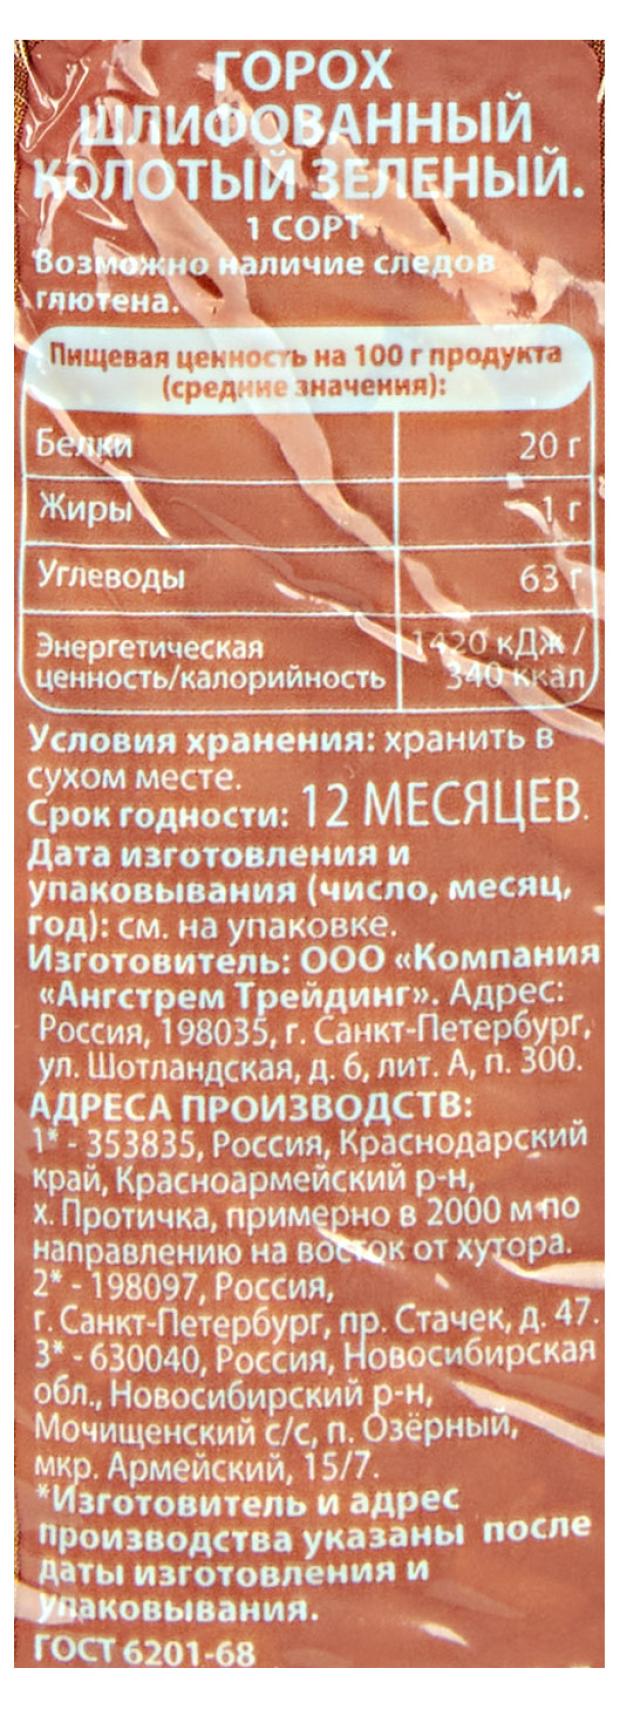 ГОРОХ
ШЛИФОВАННЫЙ
КОЛОТЫЙ ЗЕЛЕНЫЙ.
1 СОРТ
Возможно наличие следов
глютена.
Пищевая ценность на 100 г продукта
(средние значения):
Белки 20 г
Жиры 1 г
Углеводы 63 г
Энергетическая 1420 кДж /
ценность/калорийность 340 ккал
Условия хранения: хранить в
сухом месте.
Срок годности: 12 МЕСЯЦЕВ.
Дата изготовления и
упаковывания (число, месяц,
год): см. на упаковке.
Изготовитель: ООО «Компания
«Ангстрем Трейдинг». Адрес:
Россия, 198035, г. Санкт-Петербург,
ул. Шотландская, д. 6, лит. А, п. 300.
АДРЕСА ПРОИЗВОДСТВ:
1* - 353835, Россия, Краснодарский
край, Красноармейский р-н,
х. Протичка, примерно в 2000 м по
направлению на восток от хутора.
2* - 198097, Россия,
г. Санкт-Петербург, пр. Стачек, д. 47.
3* - 630040, Россия, Новосибирская
обл., Новосибирский р-н,
Мочищенский с/с, п. Озёрный,
мкр. Армейский, 15/7.
*Изготовитель и адрес
производства указаны после
даты изготовления и
упаковывания.
ГОСТ 6201-68